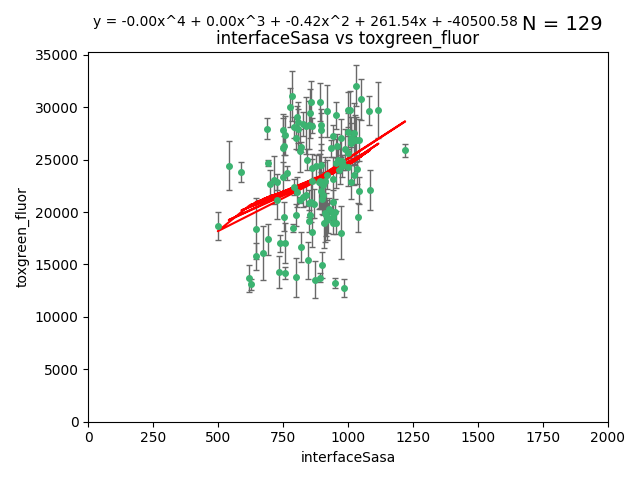 y = -0.00x^4 + 0.00x^3 + -0.42x^2 + 261.54x + -40500.58 N = 129
interfaceSasa vs toxgreen_fluor
35000
30000
25000
20000
15000
10000
5000
0
toxgreen_fluor
0 250 500 750 1000 1250 1500 1750 2000
interfaceSasa